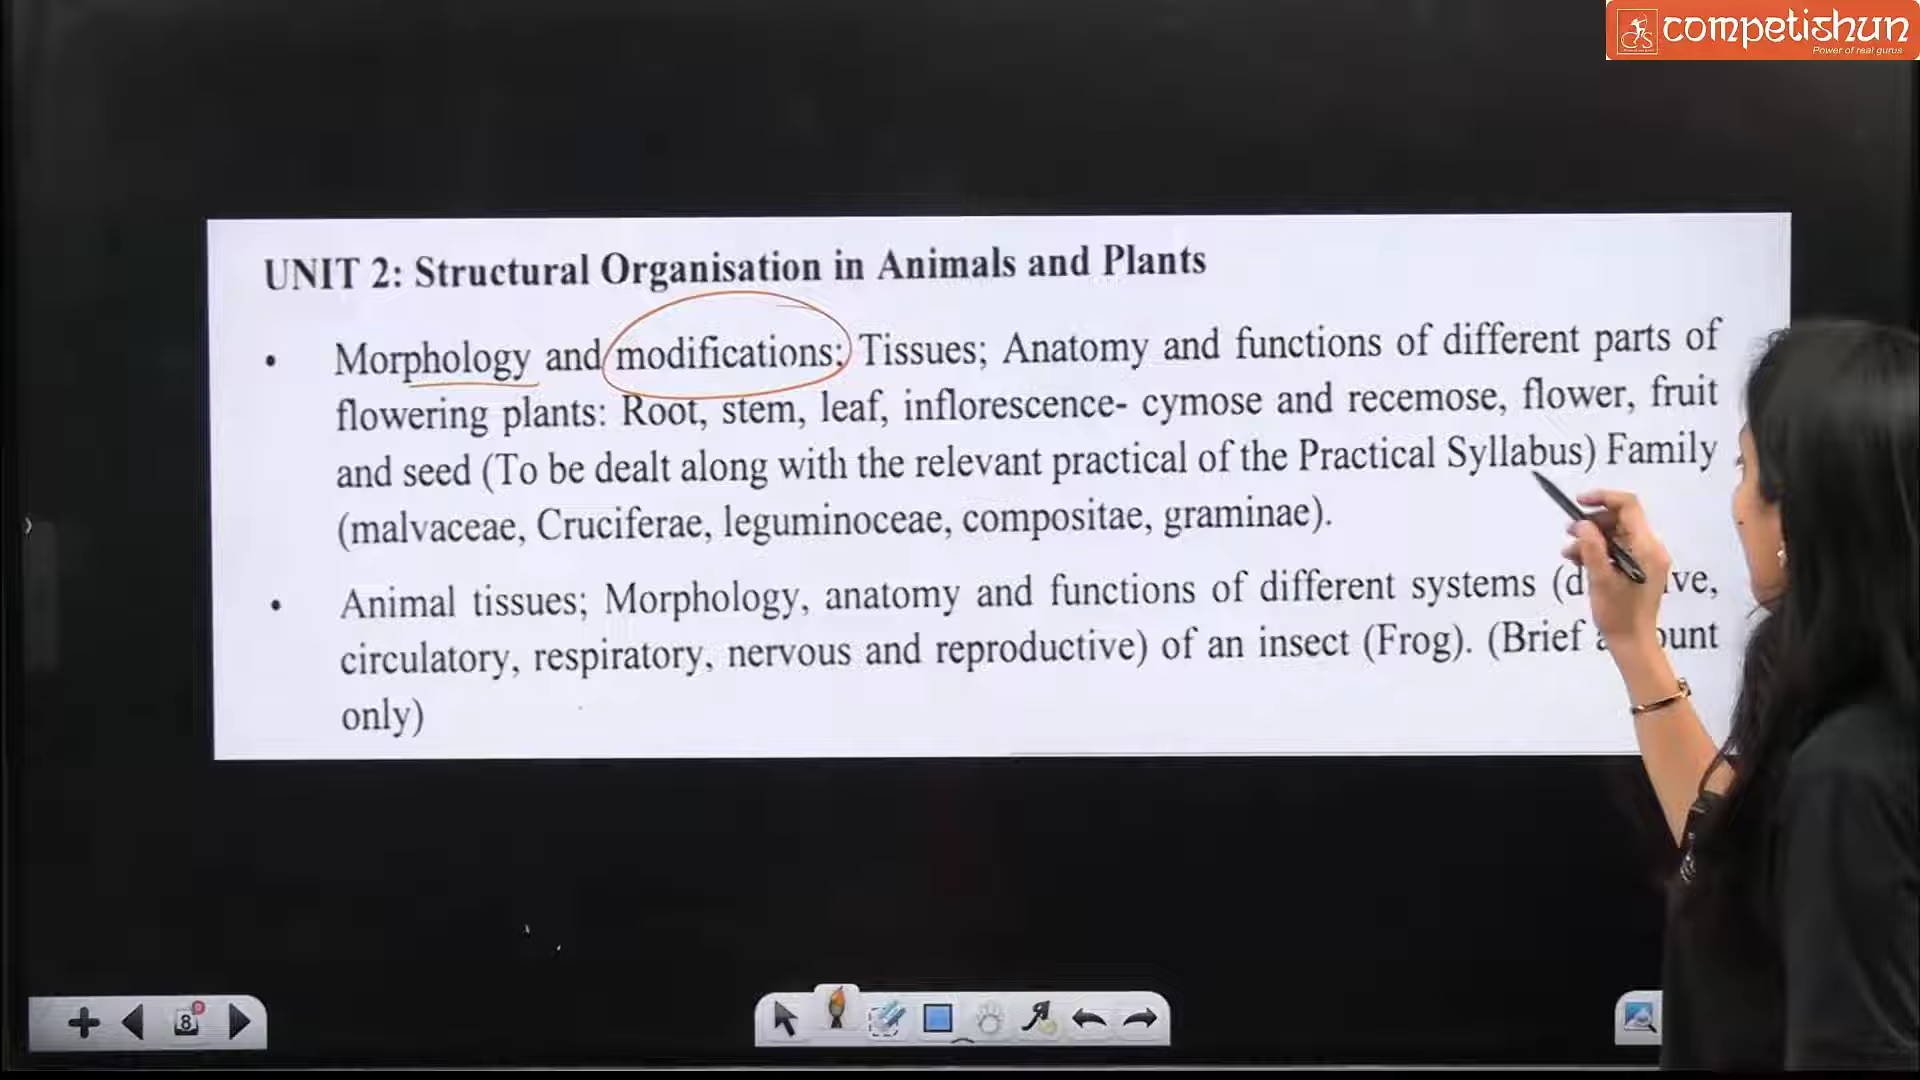 competishun
Power of real gurus
UNIT 2: Structural Organisation in Animals and Plants
• Morphology and modifications; Tissues; Anatomy and functions of different parts of
flowering plants: Root, stem, leaf, inflorescence- cymose and recemose, flower, fruit
and seed (To be dealt along with the relevant practical of the Practical Syllabus) Family
(malvaceae, Cruciferae, leguminoceae, compositae, graminae).
• Animal tissues; Morphology, anatomy and functions of different systems
circulatory, respiratory, nervous and reproductive) of an insect (Frog). (Brief
only)
8